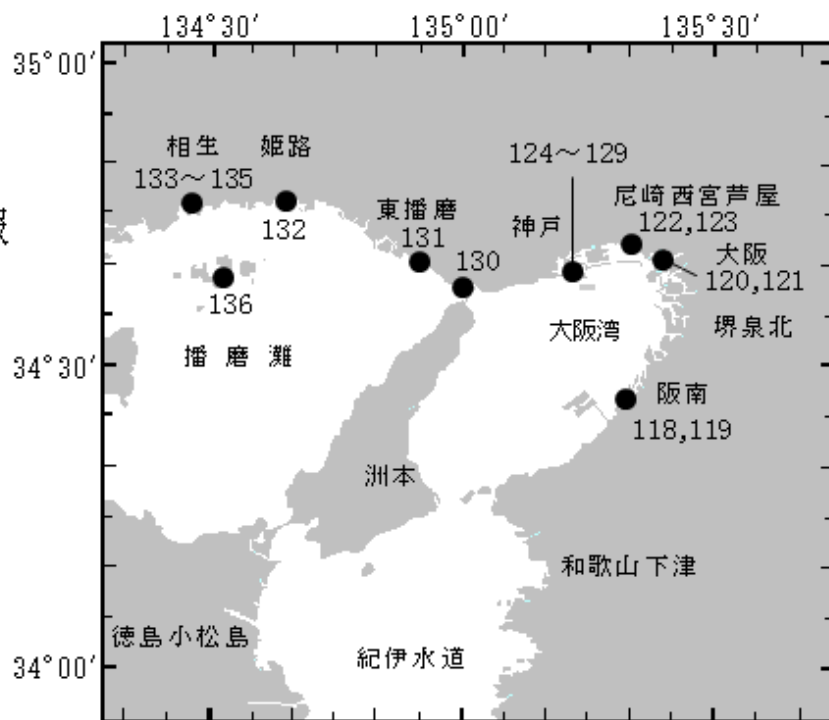 134°30′ 135°00′ 135°30′
35°00′
相生 姫路
133～135
132
124～129
尼崎西宮芦屋
122,123
東播磨
131
神戸
130
大阪
120,121
136
大阪湾
堺泉北
播磨灘
34°30′
阪南
118,119
洲本
和歌山下津
徳島小松島
紀伊水道
34°00′